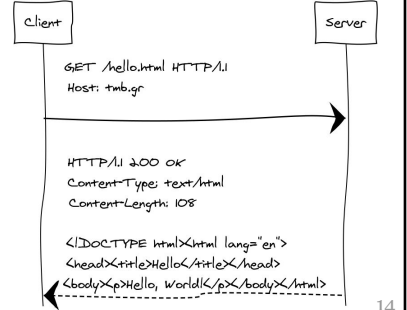 Client
Server
GET /hello.html HTTP/1.1
Host: tmb.gr
HTTP/1.1 200 OK
Content-Type: text/html
Content-Length: 108
<!DOCTYPE html><html lang="en">
<head><title>Hello</title></head>
<body><p>Hello, World!</p></body></html>
14